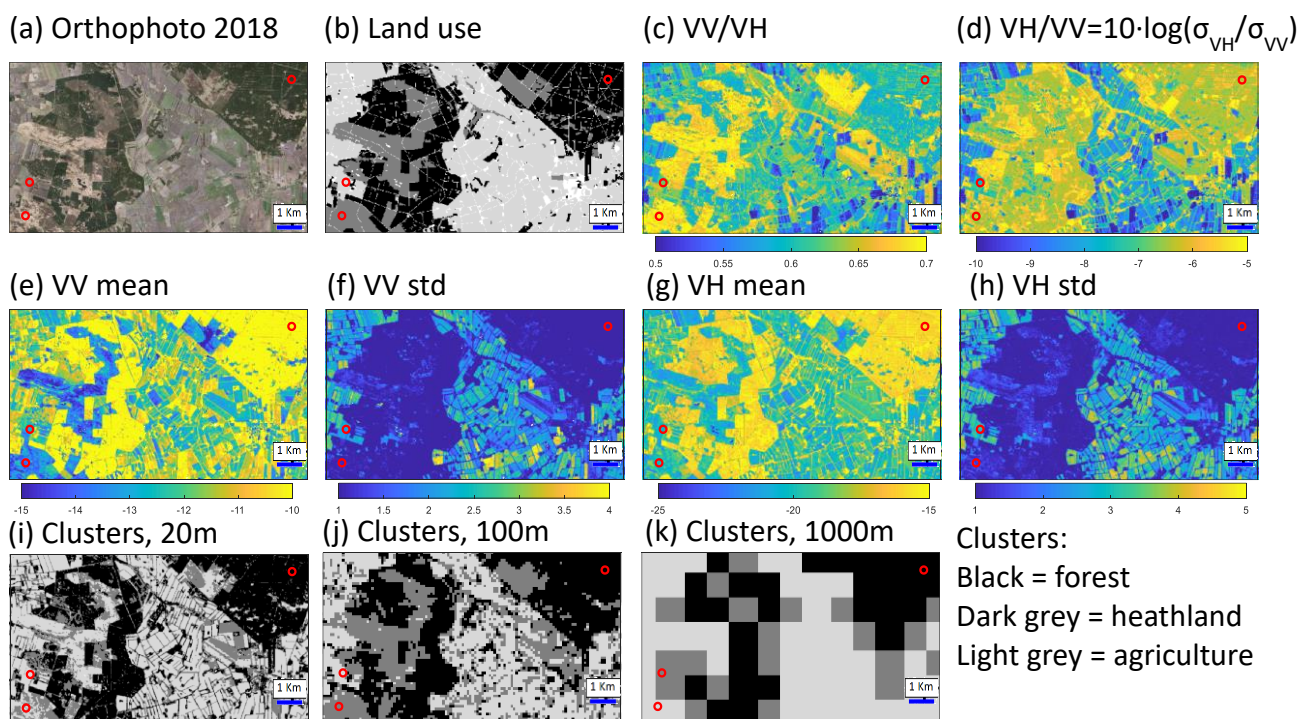 (a) Orthophoto 2018
(b) Land use
(c) VV/VH
(d) VH/VV=10·log(σVH/σVV)
1 Km
1 Km
1 Km
1 Km
0.5 0.55 0.6 0.65 0.7
-10 -9 -8 -7 -6 -5
(e) VV mean
(f) VV std
(g) VH mean
(h) VH std
1 Km
1 Km
1 Km
1 Km
-15 -14 -13 -12 -11 -10
1 1.5 2 2.5 3 3.5 4
-25 -20 -15
1 2 3 4 5
(i) Clusters, 20m
(j) Clusters, 100m
(k) Clusters, 1000m
Clusters:
Black = forest
Dark grey = heathland
Light grey = agriculture
1 Km
1 Km
1 Km